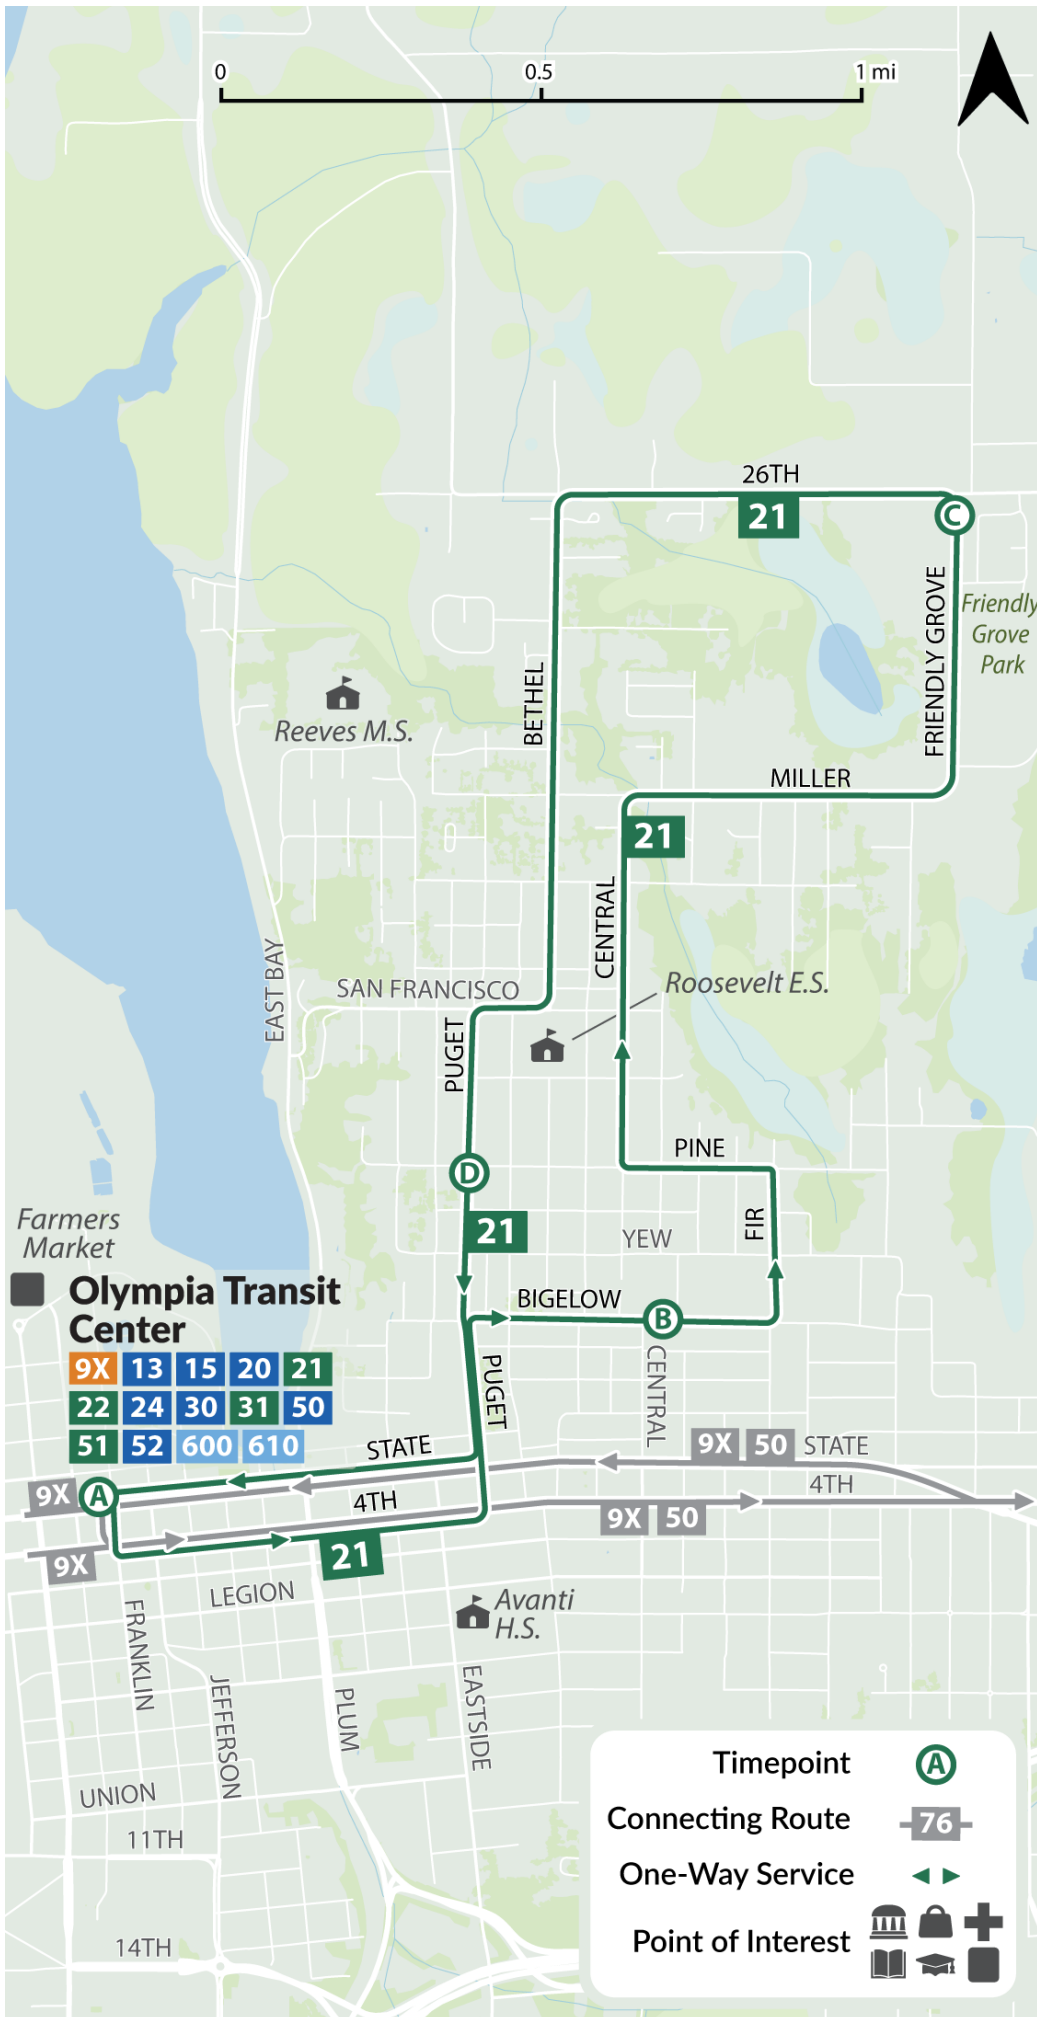 0 0.5 1 mi
26TH
21
C
FRIENDLY GROVE
Friendly
Grove
Park
BETHEL
Reeves M.S.
MILLER
21
CENTRAL
EAST BAY
SAN FRANCISCO
Roosevelt E.S.
PUGET
PINE
D
21
FIR
YEW
Farmers
Market
Olympia Transit
Center
9X 13 15 20 21
22 24 30 31 50
51 52 600 610
BIGELOW
B
PUGET
CENTRAL
STATE
9X 50 STATE
9X
A
4TH
4TH
9X 50
9X
21
LEGION
Avanti
H.S.
FRANKLIN
JEFFERSON
PLUM
EASTSIDE
UNION
11TH
14TH
Timepoint A
Connecting Route 76
One-Way Service
Point of Interest